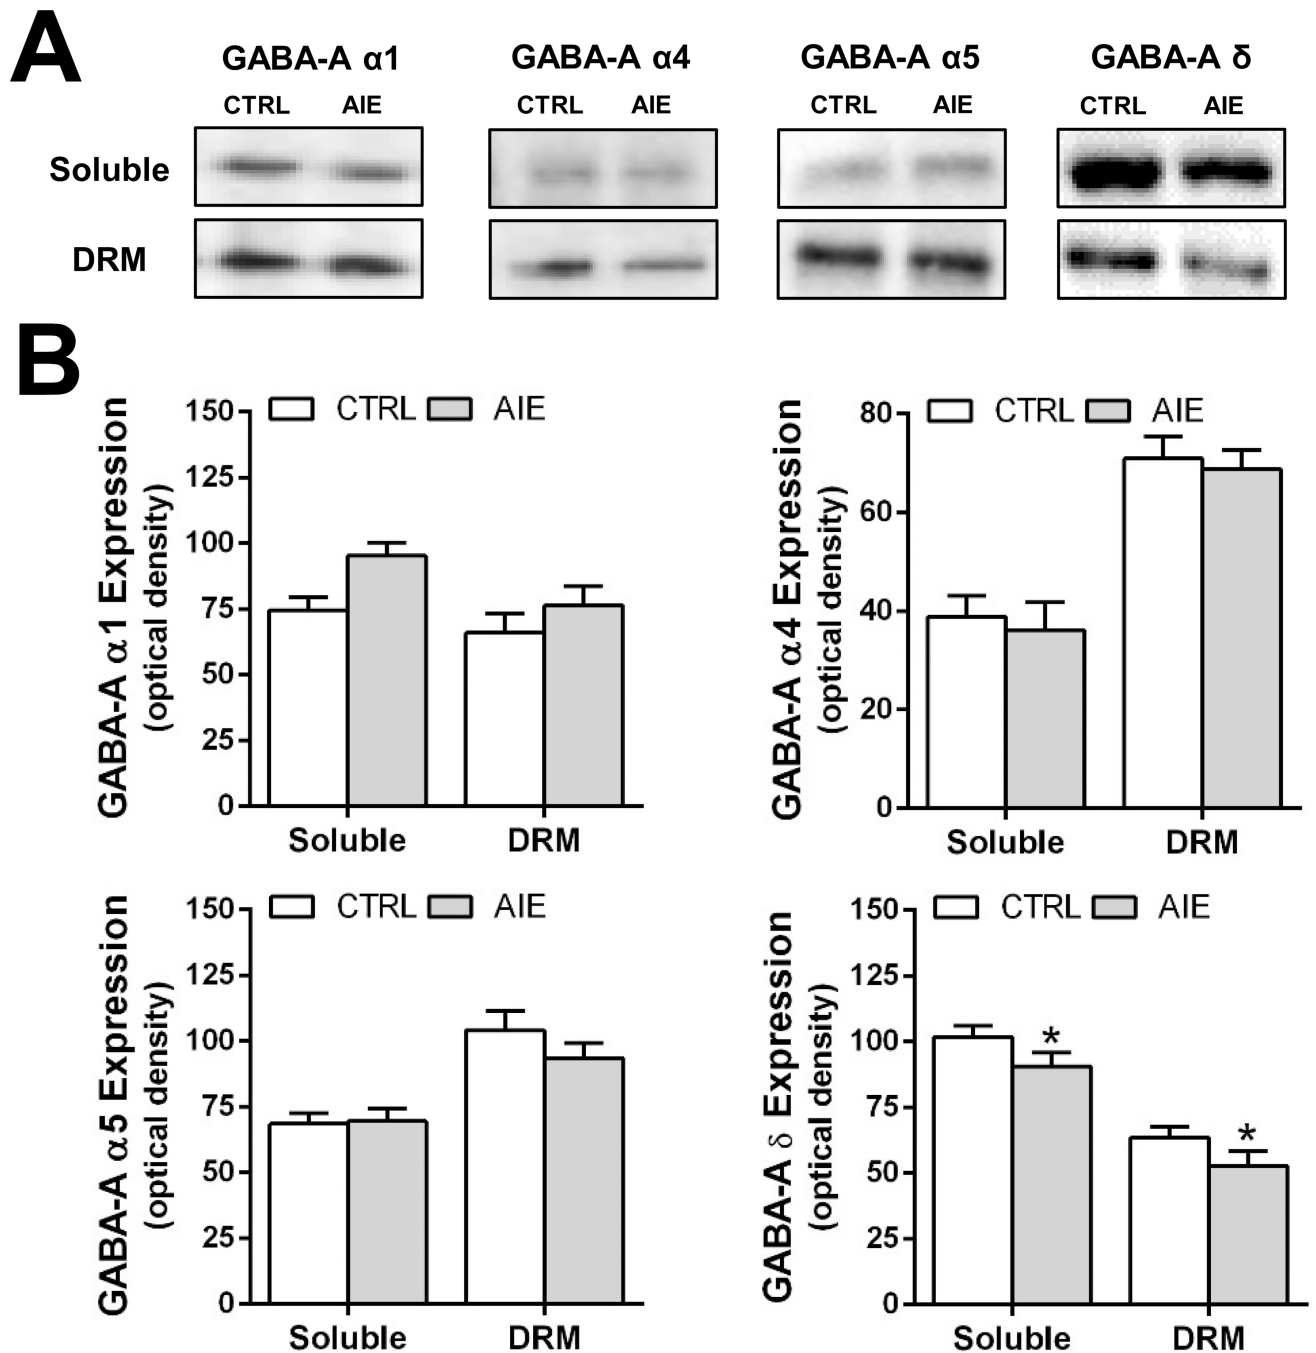 A
GABA-A α1 GABA-A α4 GABA-A α5 GABA-A δ
CTRL AIE CTRL AIE CTRL AIE CTRL AIE
Soluble
DRM
B
GABA-A α1 Expression
(optical density)
150
125
100
75
50
25
0
CTRL AIE
Soluble DRM
GABA-A α4 Expression
(optical density)
80
60
40
20
0
CTRL AIE
Soluble DRM
GABA-A α5 Expression
(optical density)
150
125
100
75
50
25
0
CTRL AIE
Soluble DRM
GABA-A δ Expression
(optical density)
150
125
100
75
50
25
0
CTRL AIE
* *
Soluble DRM